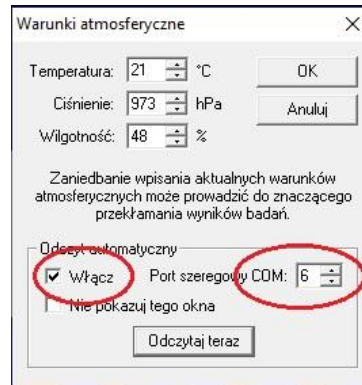 Warunki atmosferyczne
Temperatura: 21 °C OK
Ciśnienie: 973 hPa Anuluj
Wilgotność: 48 %
Zaniedbanie wpisania aktualnych warunków
atmosferycznych może prowadzić do znaczącego
przekłamania wyników badań.
Odczyt automatyczny
Włącz Port szeregowy COM: 6
Nie pokazuj tego okna
Odczytaj teraz